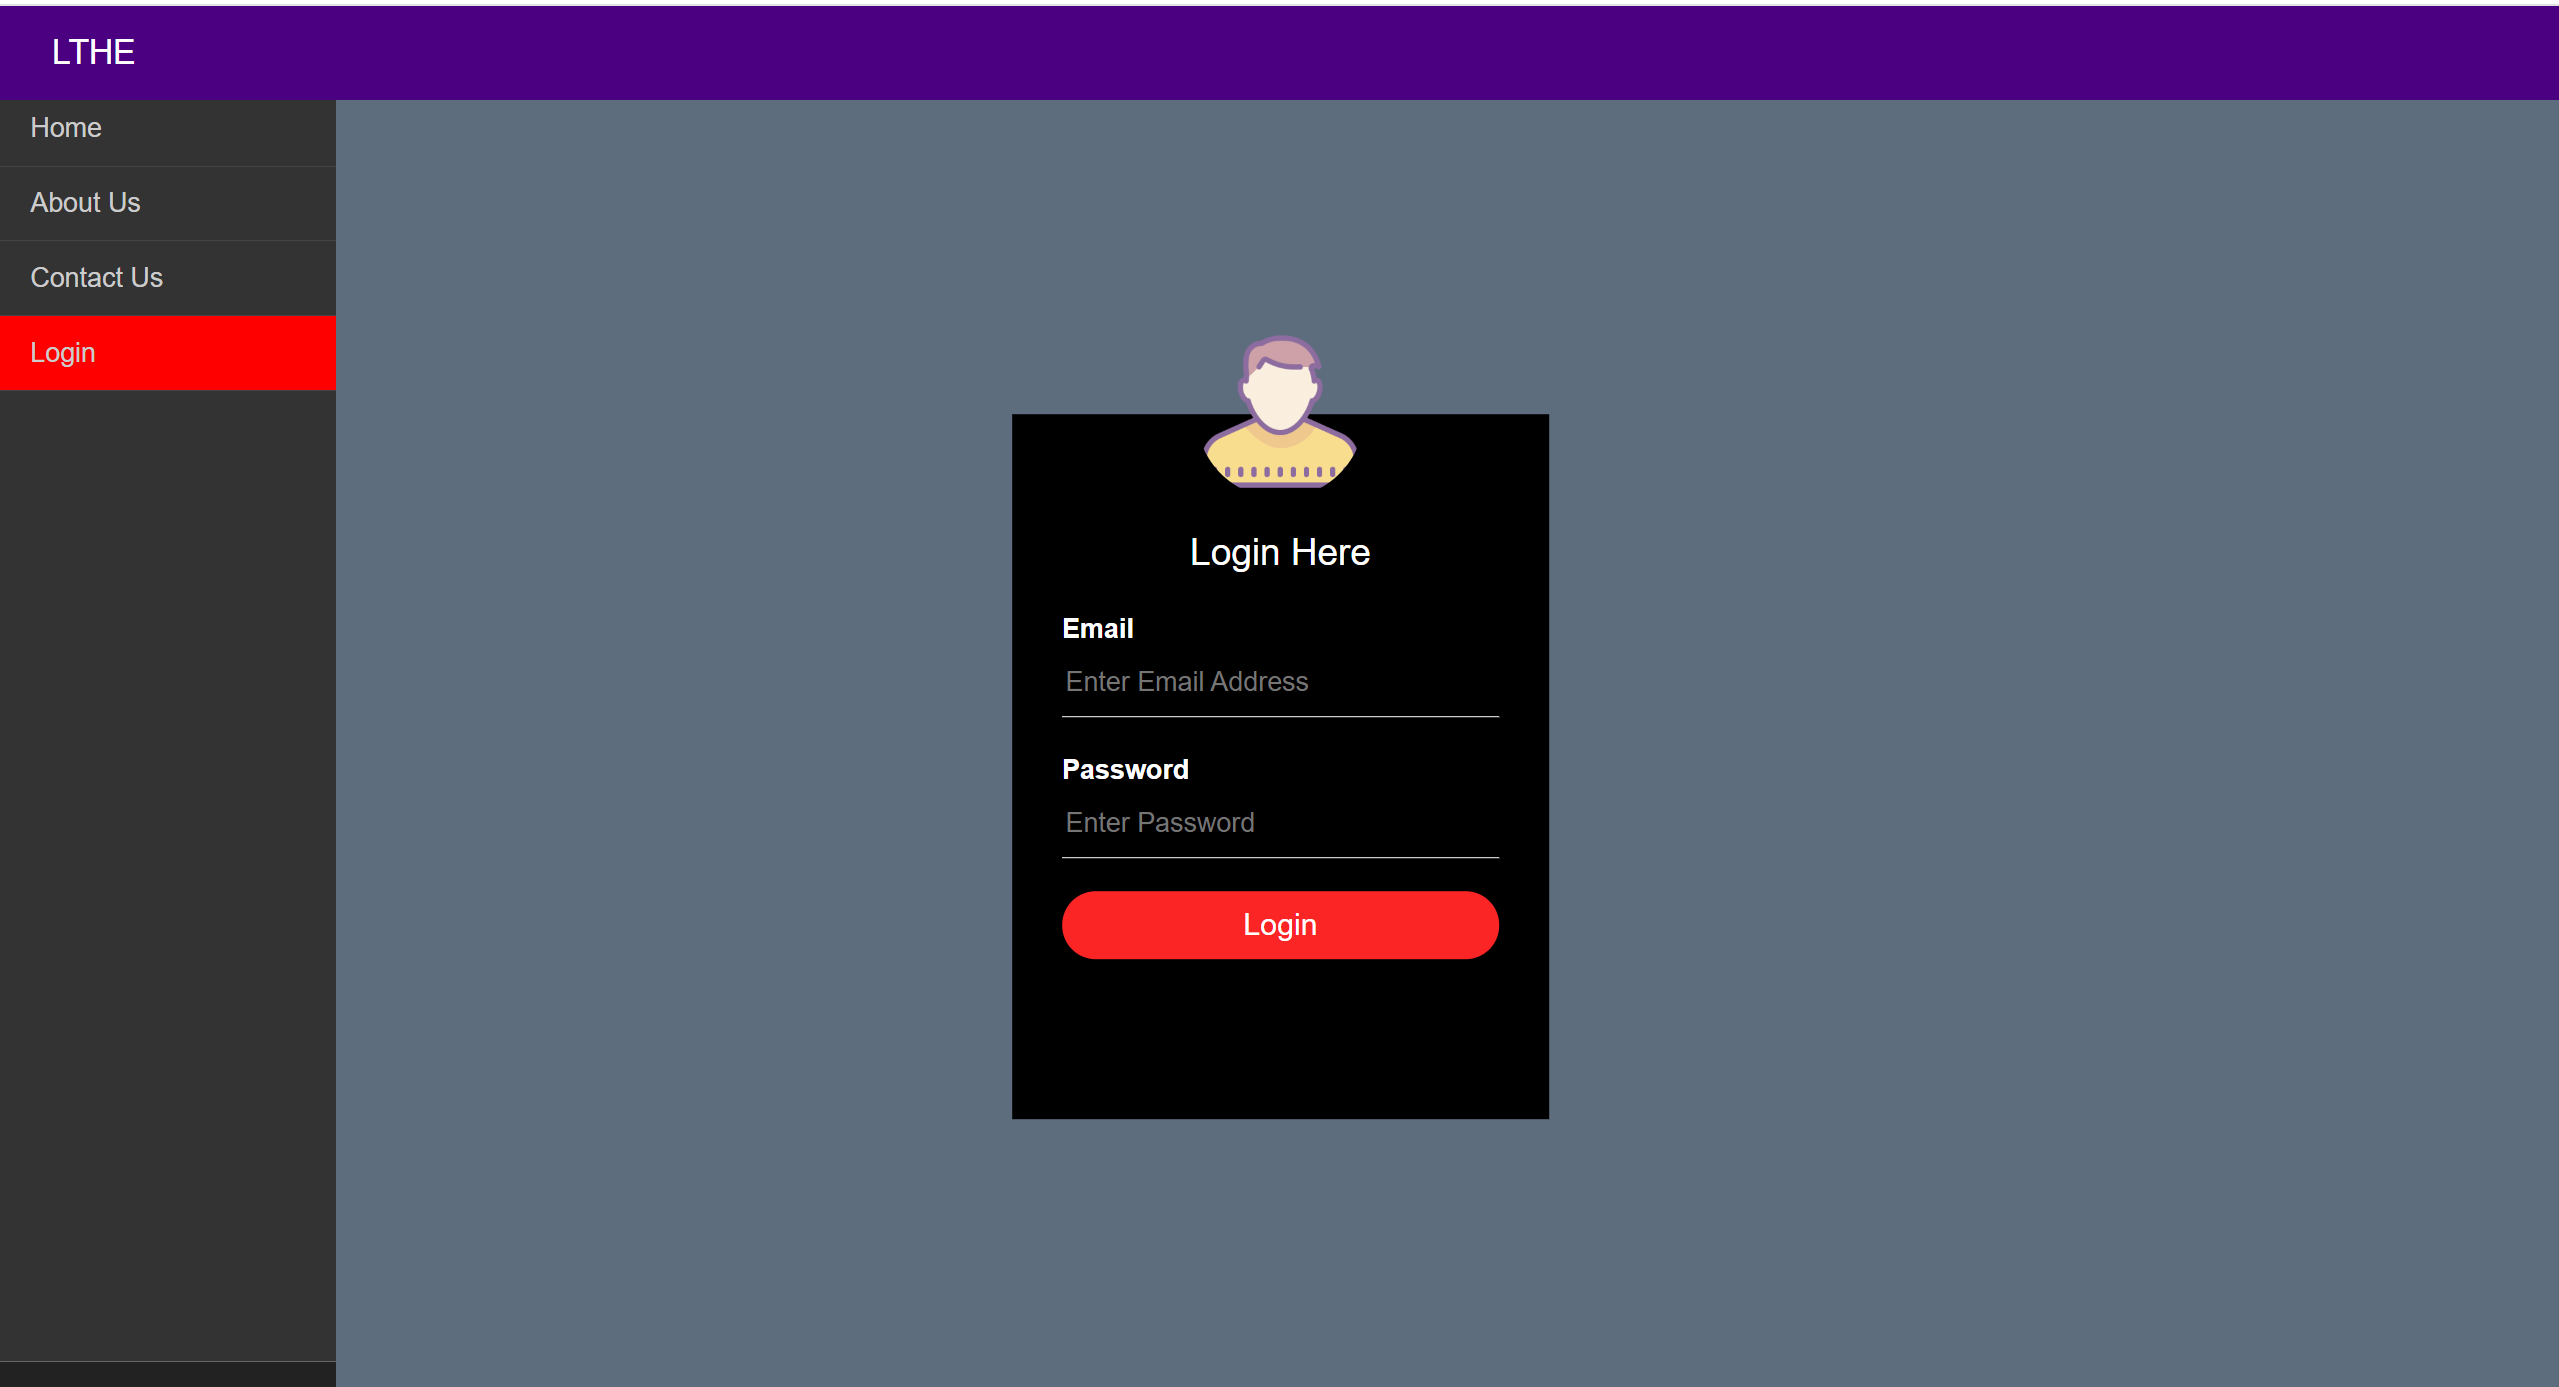 LTHE
Home
About Us
Contact Us
Login
Login Here
Email
Enter Email Address
Password
Enter Password
Login